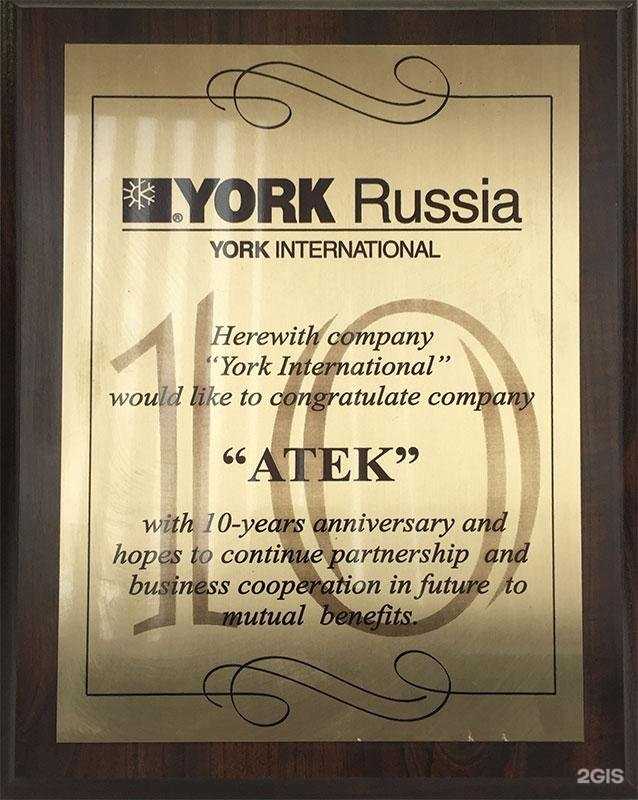 ® YORK Russia
YORK INTERNATIONAL
10
Herewith company
“York International”
would like to congratulate company
“ATEK”
with 10-years anniversary and
hopes to continue partnership and
business cooperation in future to
mutual benefits.
2GIS